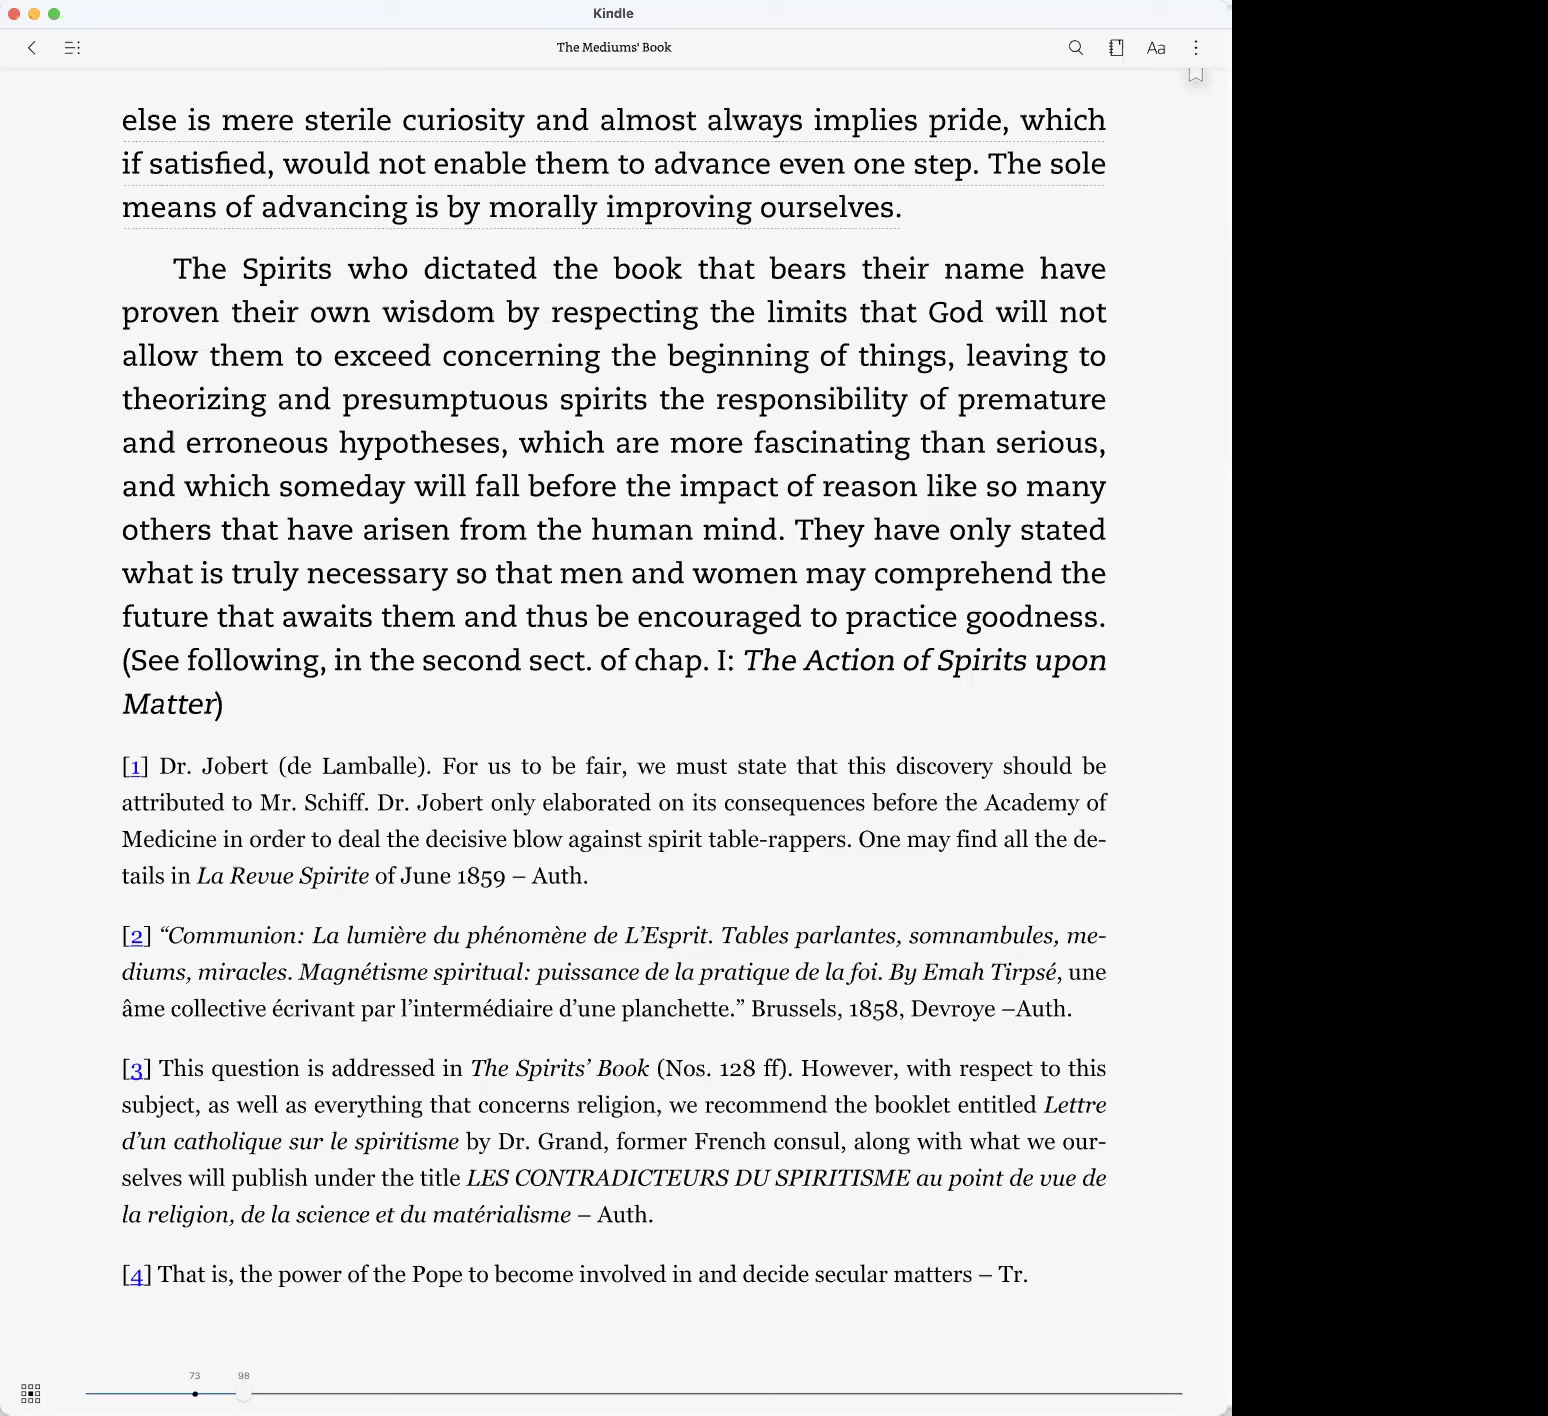 Kindle
The Mediums' Book
Aa
else is mere sterile curiosity and almost always implies pride, which
if satisfied, would not enable them to advance even one step. The sole
means of advancing is by morally improving ourselves.
The Spirits who dictated the book that bears their name have
proven their own wisdom by respecting the limits that God will not
allow them to exceed concerning the beginning of things, leaving to
theorizing and presumptuous spirits the responsibility of premature
and erroneous hypotheses, which are more fascinating than serious,
and which someday will fall before the impact of reason like so many
others that have arisen from the human mind. They have only stated
what is truly necessary so that men and women may comprehend the
future that awaits them and thus be encouraged to practice goodness.
(See following, in the second sect. of chap. I: The Action of Spirits upon
Matter)
[1] Dr. Jobert (de Lamballe). For us to be fair, we must state that this discovery should be
attributed to Mr. Schiff. Dr. Jobert only elaborated on its consequences before the Academy of
Medicine in order to deal the decisive blow against spirit table-rappers. One may find all the de-
tails in La Revue Spirite of June 1859 – Auth.
[2] “Communion: La lumière du phénomène de L’Esprit. Tables parlantes, somnambules, me-
diums, miracles. Magnétisme spiritual: puissance de la pratique de la foi. By Emah Tirpsé, une
âme collective écrivant par l’intermédiaire d’une planchette.” Brussels, 1858, Devroye –Auth.
[3] This question is addressed in The Spirits’ Book (Nos. 128 ff). However, with respect to this
subject, as well as everything that concerns religion, we recommend the booklet entitled Lettre
d’un catholique sur le spiritisme by Dr. Grand, former French consul, along with what we our-
selves will publish under the title LES CONTRADICTEURS DU SPIRITISME au point de vue de
la religion, de la science et du matérialisme – Auth.
[4] That is, the power of the Pope to become involved in and decide secular matters – Tr.
73 98